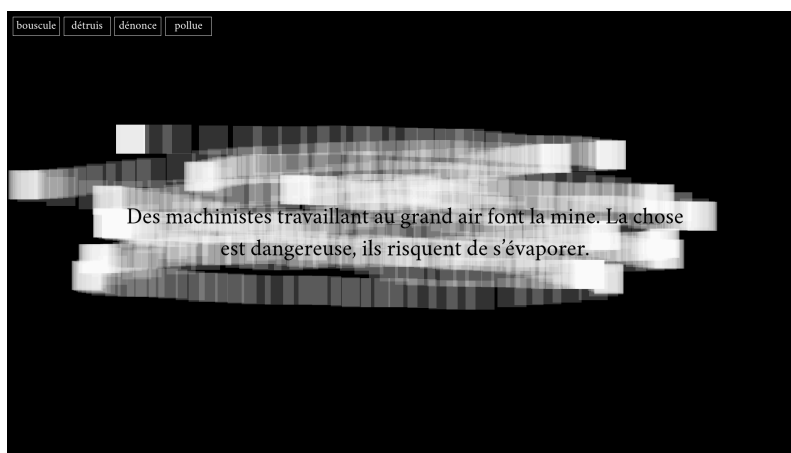 bouscule détruis dénonce pollue
Des machinistes travaillant au grand air font la mine. La chose
est dangereuse, ils risquent de s’évaporer.